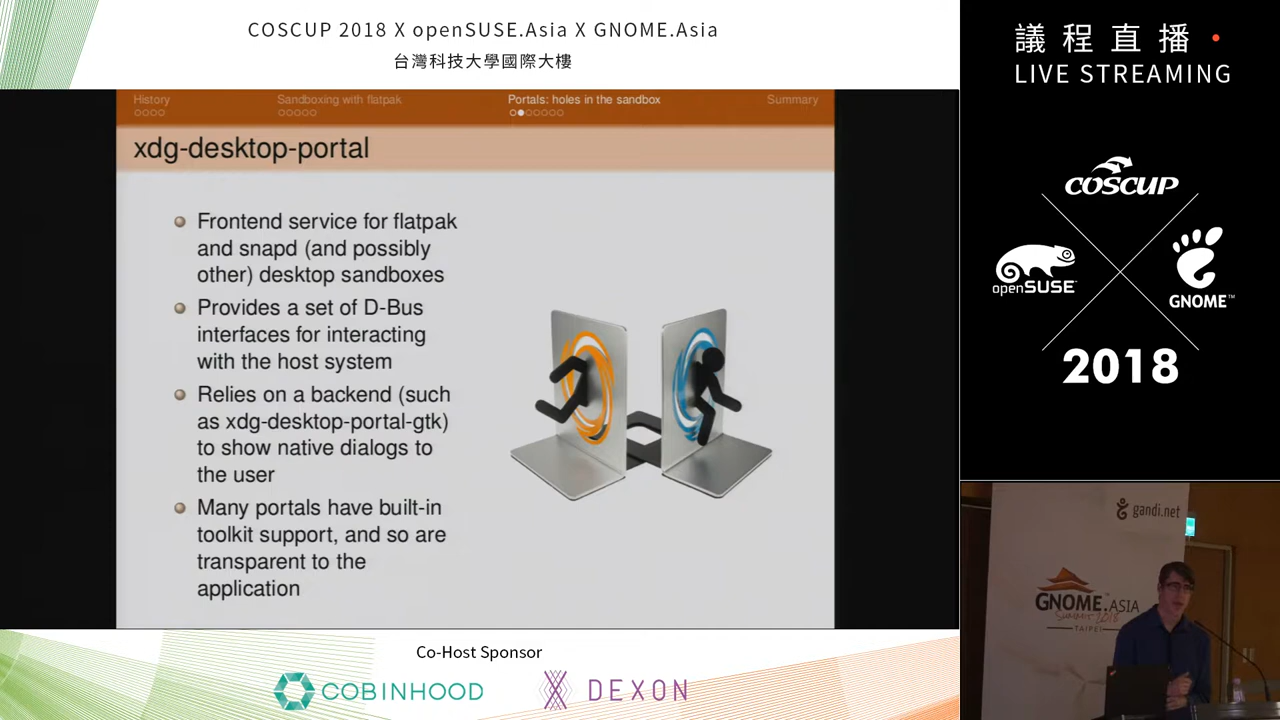 COSCUP 2018 X openSUSE.Asia X GNOME.Asia
台灣科技大學國際大樓
議程直播
LIVE STREAMING
History
Sandboxing with flatpak
Portals: holes in the sandbox
Summary
xdg-desktop-portal
Frontend service for flatpak
and snapd (and possibly
other) desktop sandboxes
Provides a set of D-Bus
interfaces for interacting
with the host system
Relies on a backend (such
as xdg-desktop-portal-gtk)
to show native dialogs to
the user
Many portals have built-in
toolkit support, and so are
transparent to the
application
COSCUP
openSUSE
GNOME™
2018
gandi.net
GNOME.ASIA
Summit 2018
TAIPEI
Co-Host Sponsor
COBINHOOD
DEXON